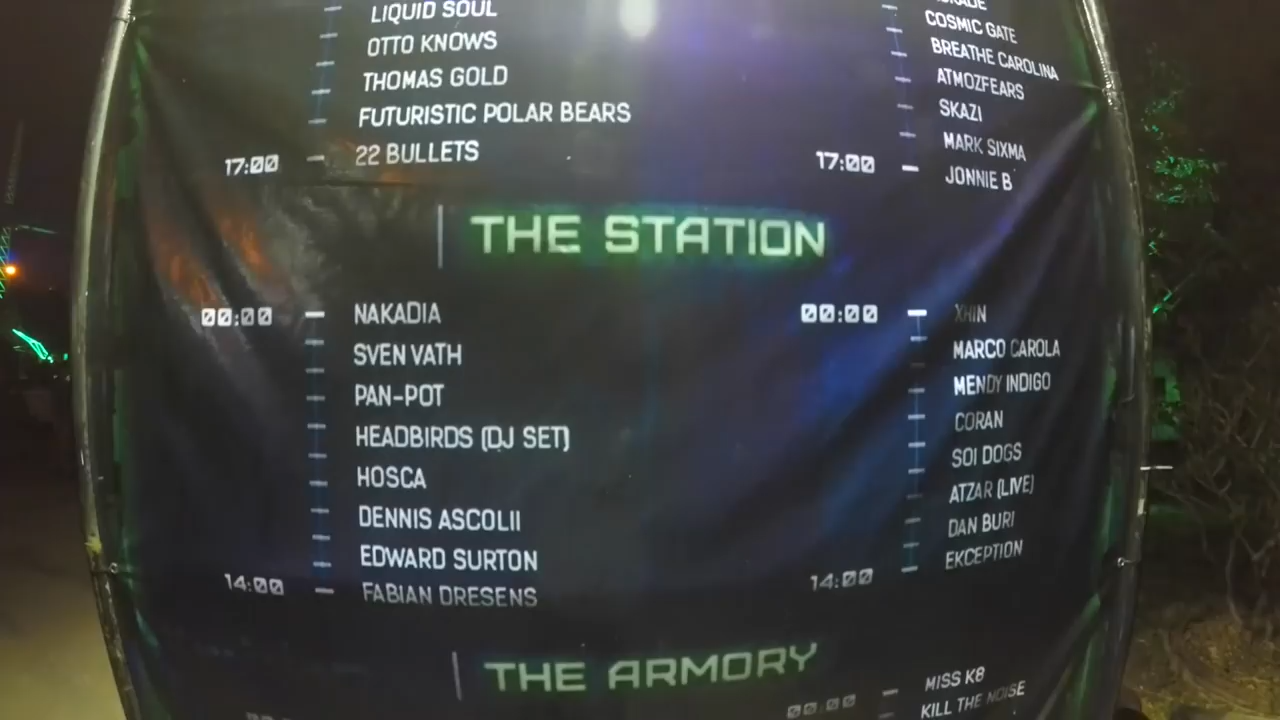 LIQUID SOUL
OTTO KNOWS
THOMAS GOLD
FUTURISTIC POLAR BEARS
17:00 22 BULLETS
COSMIC GATE
BREATHE CAROLINA
ATMOZFEARS
SKAZI
MARK SIXMA
17:00 JONNIE B
THE STATION
00:00 NAKADIA
SVEN VATH
PAN-POT
HEADBIRDS (DJ SET)
HOSCA
DENNIS ASCOLII
EDWARD SURTON
14:00 FABIAN DRESENS
00:00 XHIN
MARCO CAROLA
MENDY INDIGO
CORAN
SOI DOGS
ATZAR (LIVE)
DAN BURI
14:00 EKCEPTION
THE ARMORY
MISS K8
00:00 KILL THE NOISE